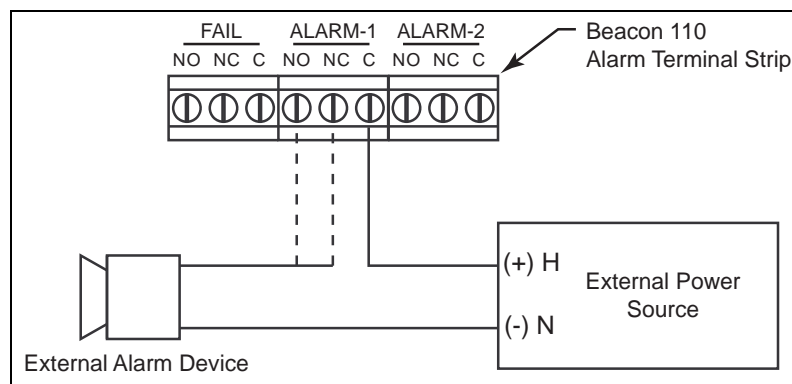 FAIL ALARM-1 ALARM-2
NO NC C NO NC C NO NC C
Beacon 110
Alarm Terminal Strip
(+) H
(-) N
External Power
Source
External Alarm Device